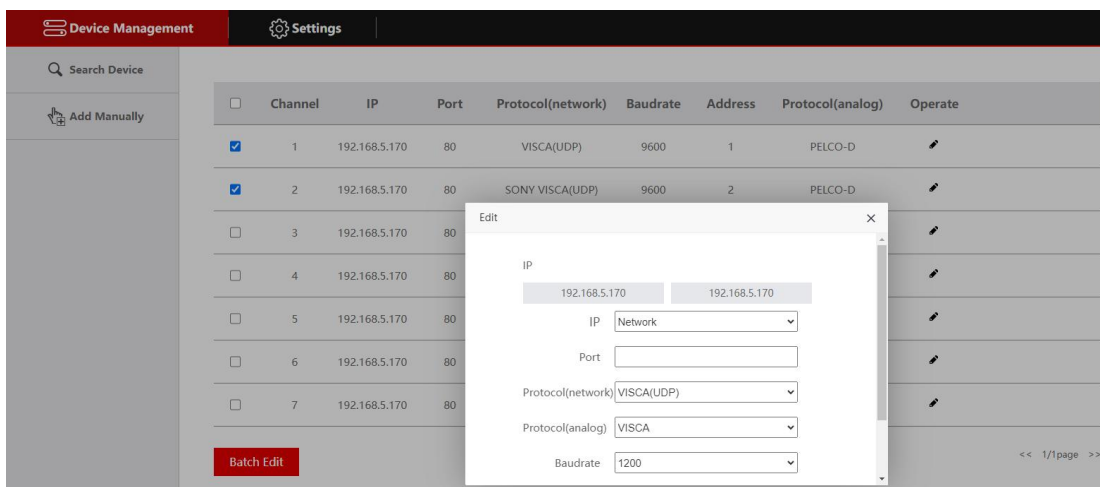 Device Management Settings
Search Device
Add Manually
Channel IP Port Protocol(network) Baudrate Address Protocol(analog) Operate
1 192.168.5.170 80 VISCA(UDP) 9600 1 PELCO-D
2 192.168.5.170 80 SONY VISCA(UDP) 9600 2 PELCO-D
3 192.168.5.170 80
4 192.168.5.170 80
5 192.168.5.170 80
6 192.168.5.170 80
7 192.168.5.170 80
Batch Edit
<< 1/1page >>
Edit
IP
192.168.5.170 192.168.5.170
IP Network
Port
Protocol(network) VISCA(UDP)
Protocol(analog) VISCA
Baudrate 1200